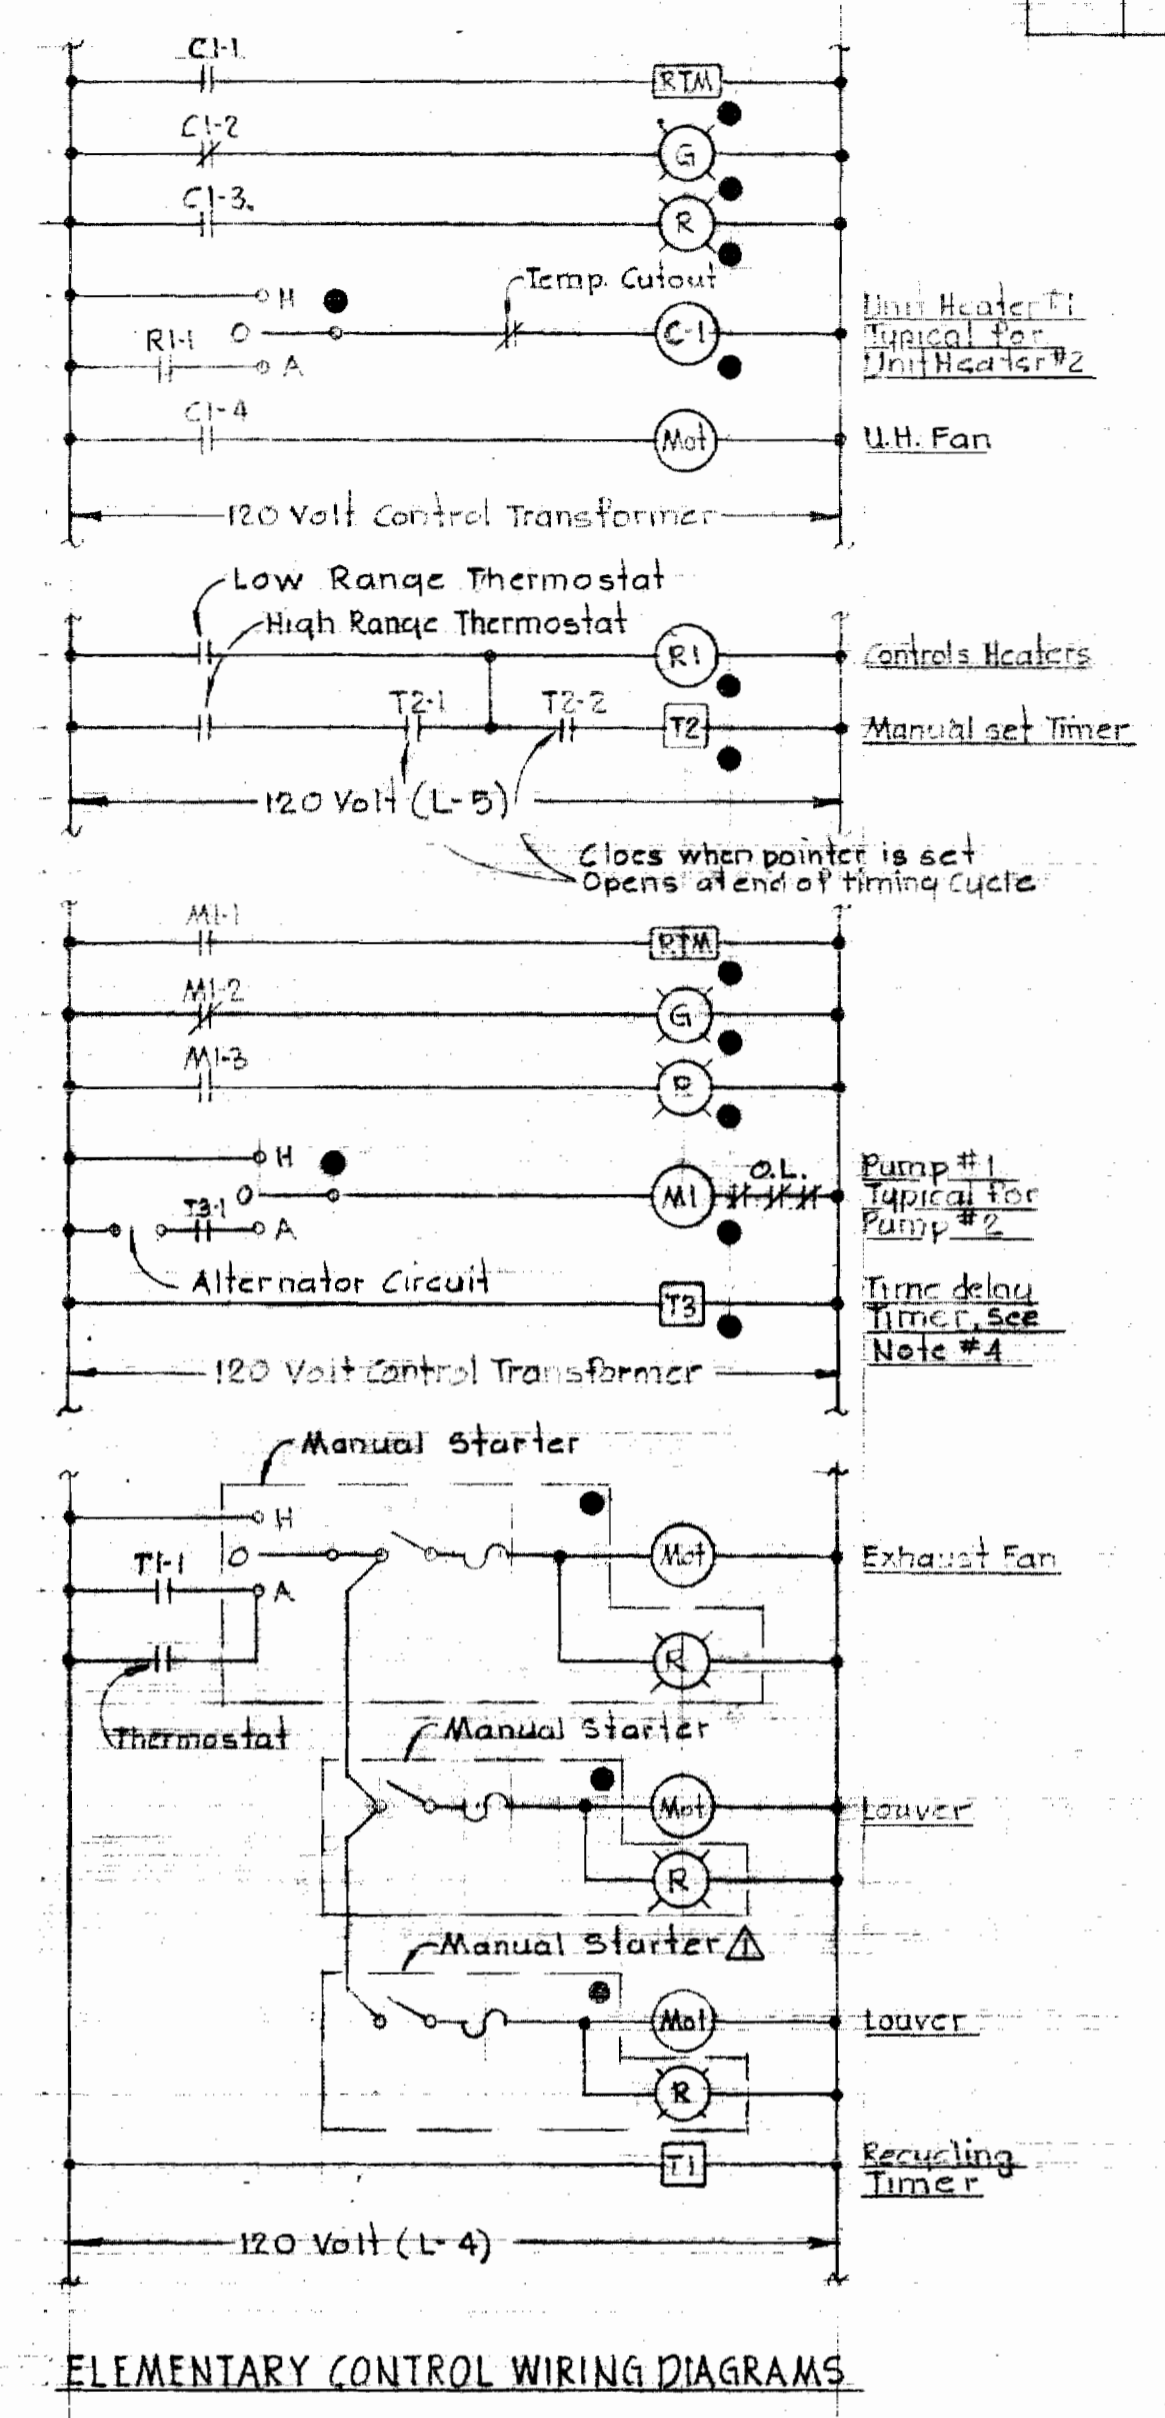 C1-1
RTM
C1-2
G
C1-3.
R
Temp. Cutout
H
O
C-1
R1-1
A
Unit Heater #1
Typical for
Unit Heater #2
C1-4
Mot
U.H. Fan
120 Volt Control Transformer
Low Range Thermostat
High Range Thermostat
R1
Controls Heaters
T2-1
T2-2
T2
Manual set Timer
120 Volt (L-5)
Cloes when pointer is set
Opens at end of timing Cycle
M1-1
RTM
M1-2
G
M1-3
R
H
O
M1
O.L.
T3-1
A
Pump #1
Typical for
Pump #2
Alternator Circuit
T3
Time delay
Timer, See
Note #4
120 Volt Control Transformer
Manual Starter
H
O
T1-1
A
Mot
Exhaust Fan
R
Thermostat
Manual Starter
Mot
Louver
R
Manual Starter 1
Mot
Louver
R
T1
Recycling
Timer
120 Volt (L-4)
ELEMENTARY CONTROL WIRING DIAGRAMS